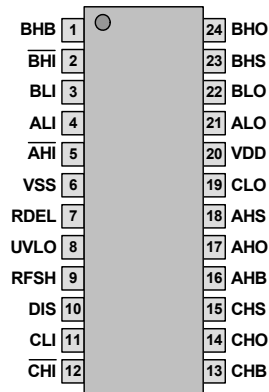 BHB 1 24 BHO
BHI 2 23 BHS
BLI 3 22 BLO
ALI 4 21 ALO
AHI 5 20 VDD
VSS 6 19 CLO
RDEL 7 18 AHS
UVLO 8 17 AHO
RFSH 9 16 AHB
DIS 10 15 CHS
CLI 11 14 CHO
CHI 12 13 CHB